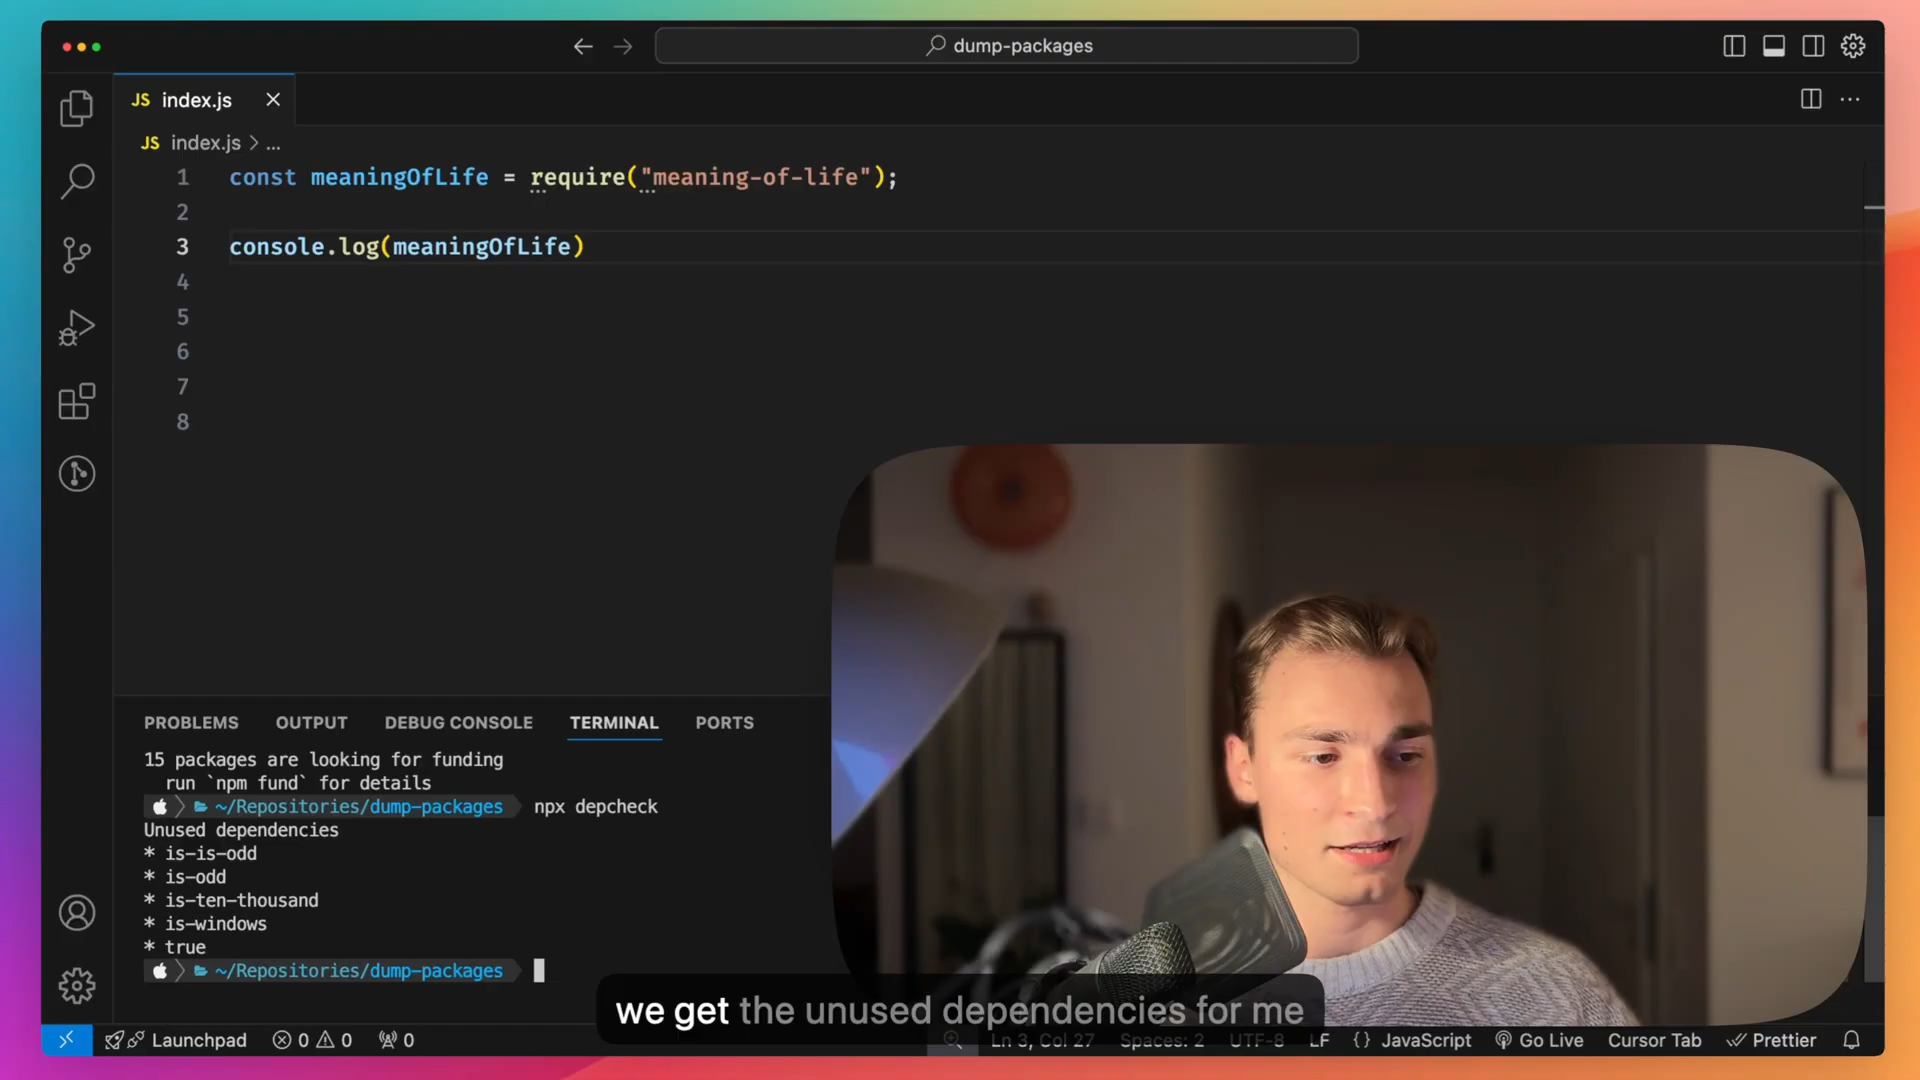 dump-packages
JS index.js
JS index.js > ...
1 const meaningOfLife = require("meaning-of-life");
2
3 console.log(meaningOfLife)
4
5
6
7
8
PROBLEMS OUTPUT DEBUG CONSOLE TERMINAL PORTS
15 packages are looking for funding
run `npm fund` for details
~/Repositories/dump-packages npx depcheck
Unused dependencies
* is-is-odd
* is-odd
* is-ten-thousand
* is-windows
* true
~/Repositories/dump-packages
we get the unused dependencies for me
Launchpad 0 0 0 Ln 3, Col 27 Spaces: 2 UTF-8 LF {} JavaScript Go Live Cursor Tab Prettier